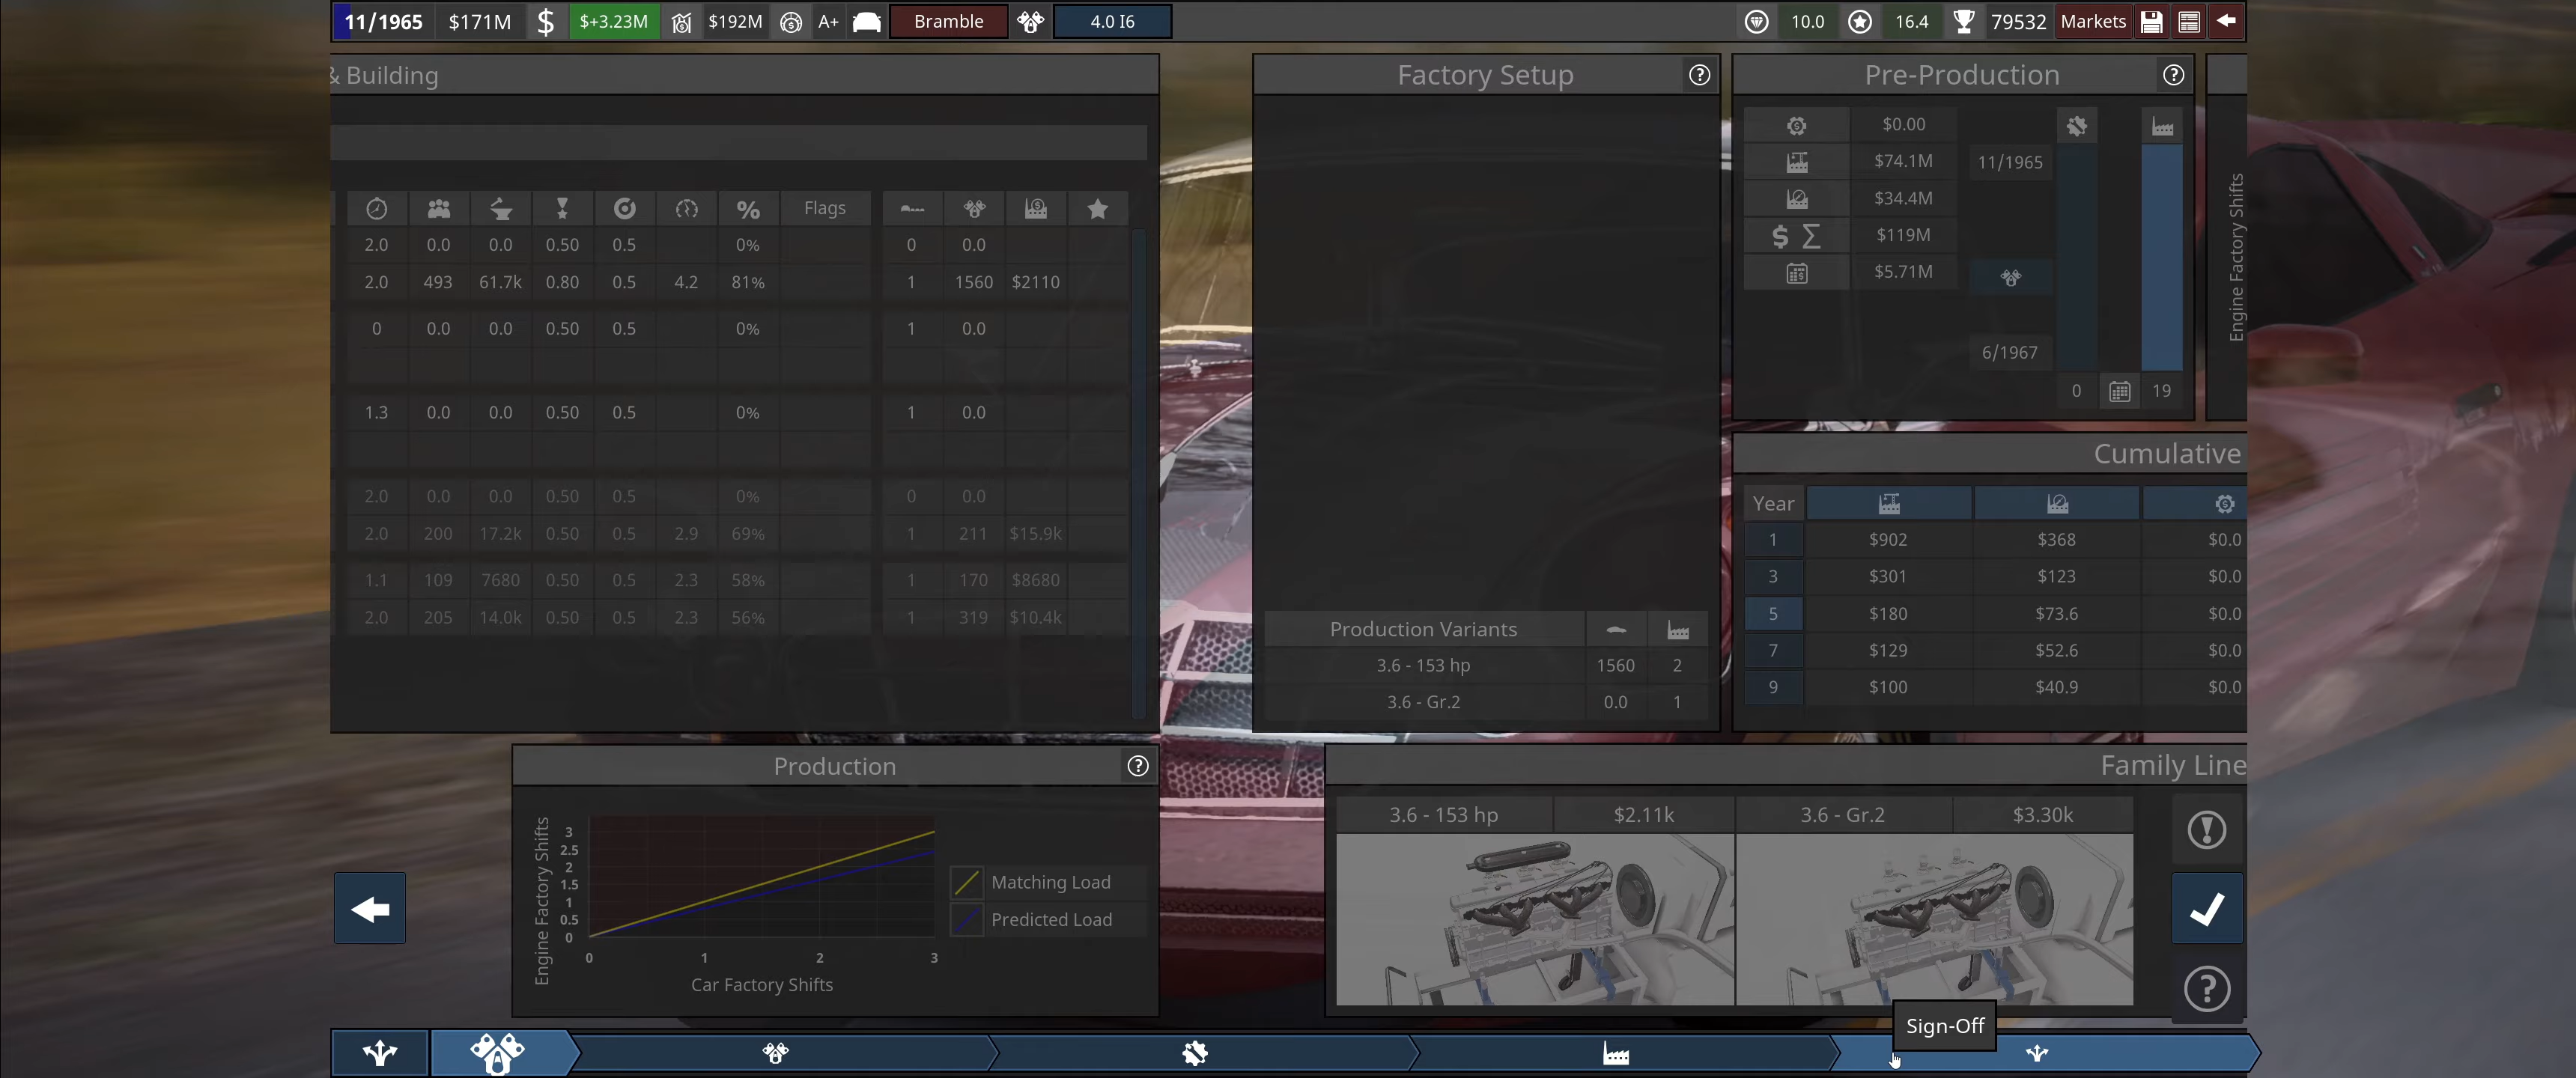 11/1965 $171M $+3.23M $192M A+ Bramble 4.0 I6 10.0 16.4 79532 Markets
& Building
Factory Setup
Pre-Production
$0.00
$74.1M 11/1965
$34.4M
$119M
$5.71M
6/1967
0 19
Engine Factory Shifts
% Flags
2.0 0.0 0.0 0.50 0.5 0% 0 0.0
2.0 493 61.7k 0.80 0.5 4.2 81% 1 1560 $2110
0 0.0 0.0 0.50 0.5 0% 1 0.0
1.3 0.0 0.0 0.50 0.5 0% 1 0.0
2.0 0.0 0.0 0.50 0.5 0% 0 0.0
2.0 200 17.2k 0.50 0.5 2.9 69% 1 211 $15.9k
1.1 109 7680 0.50 0.5 2.3 58% 1 170 $8680
2.0 205 14.0k 0.50 0.5 2.3 56% 1 319 $10.4k
Production Variants
3.6 - 153 hp 1560 2
3.6 - Gr.2 0.0 1
Cumulative
Year
1 $902 $368 $0.0
3 $301 $123 $0.0
5 $180 $73.6 $0.0
7 $129 $52.6 $0.0
9 $100 $40.9 $0.0
Production
Engine Factory Shifts
3
2.5
2
1.5
1
0.5
0
0 1 2 3
Car Factory Shifts
Matching Load
Predicted Load
Family Line
3.6 - 153 hp $2.11k 3.6 - Gr.2 $3.30k
Sign-Off